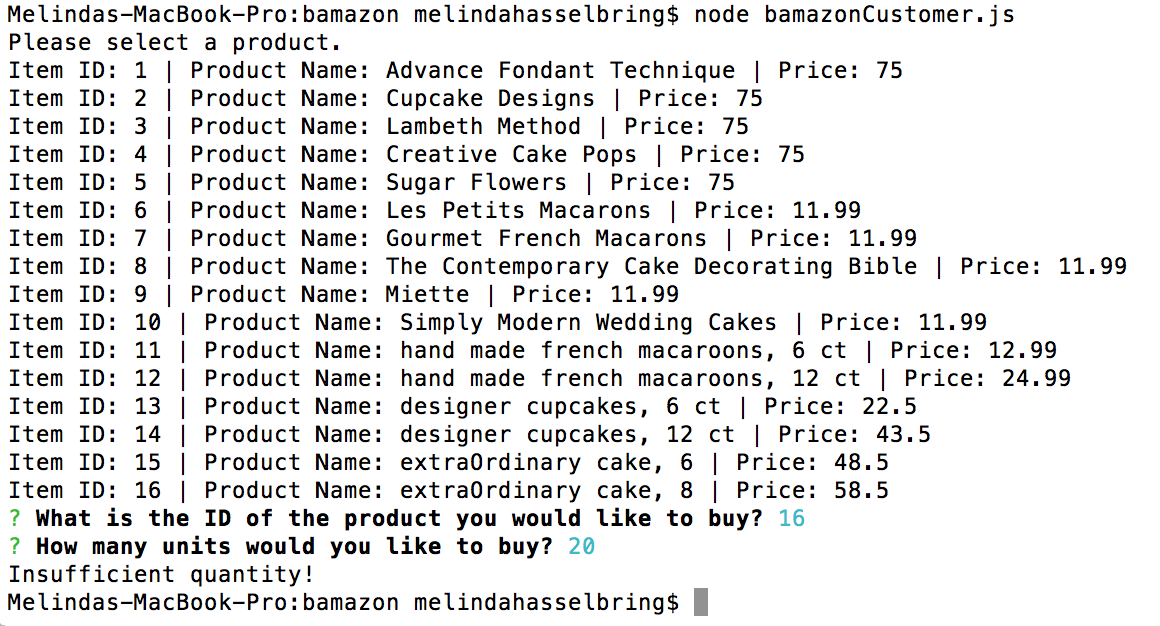 Melindas-MacBook-Pro:bamazon melindahasselbring$ node bamazonCustomer.js
Please select a product.
Item ID: 1 | Product Name: Advance Fondant Technique | Price: 75
Item ID: 2 | Product Name: Cupcake Designs | Price: 75
Item ID: 3 | Product Name: Lambeth Method | Price: 75
Item ID: 4 | Product Name: Creative Cake Pops | Price: 75
Item ID: 5 | Product Name: Sugar Flowers | Price: 75
Item ID: 6 | Product Name: Les Petits Macarons | Price: 11.99
Item ID: 7 | Product Name: Gourmet French Macarons | Price: 11.99
Item ID: 8 | Product Name: The Contemporary Cake Decorating Bible | Price: 11.99
Item ID: 9 | Product Name: Miette | Price: 11.99
Item ID: 10 | Product Name: Simply Modern Wedding Cakes | Price: 11.99
Item ID: 11 | Product Name: hand made french macaroons, 6 ct | Price: 12.99
Item ID: 12 | Product Name: hand made french macaroons, 12 ct | Price: 24.99
Item ID: 13 | Product Name: designer cupcakes, 6 ct | Price: 22.5
Item ID: 14 | Product Name: designer cupcakes, 12 ct | Price: 43.5
Item ID: 15 | Product Name: extraOrdinary cake, 6 | Price: 48.5
Item ID: 16 | Product Name: extraOrdinary cake, 8 | Price: 58.5
? What is the ID of the product you would like to buy? 16
? How many units would you like to buy? 20
Insufficient quantity!
Melindas-MacBook-Pro:bamazon melindahasselbring$